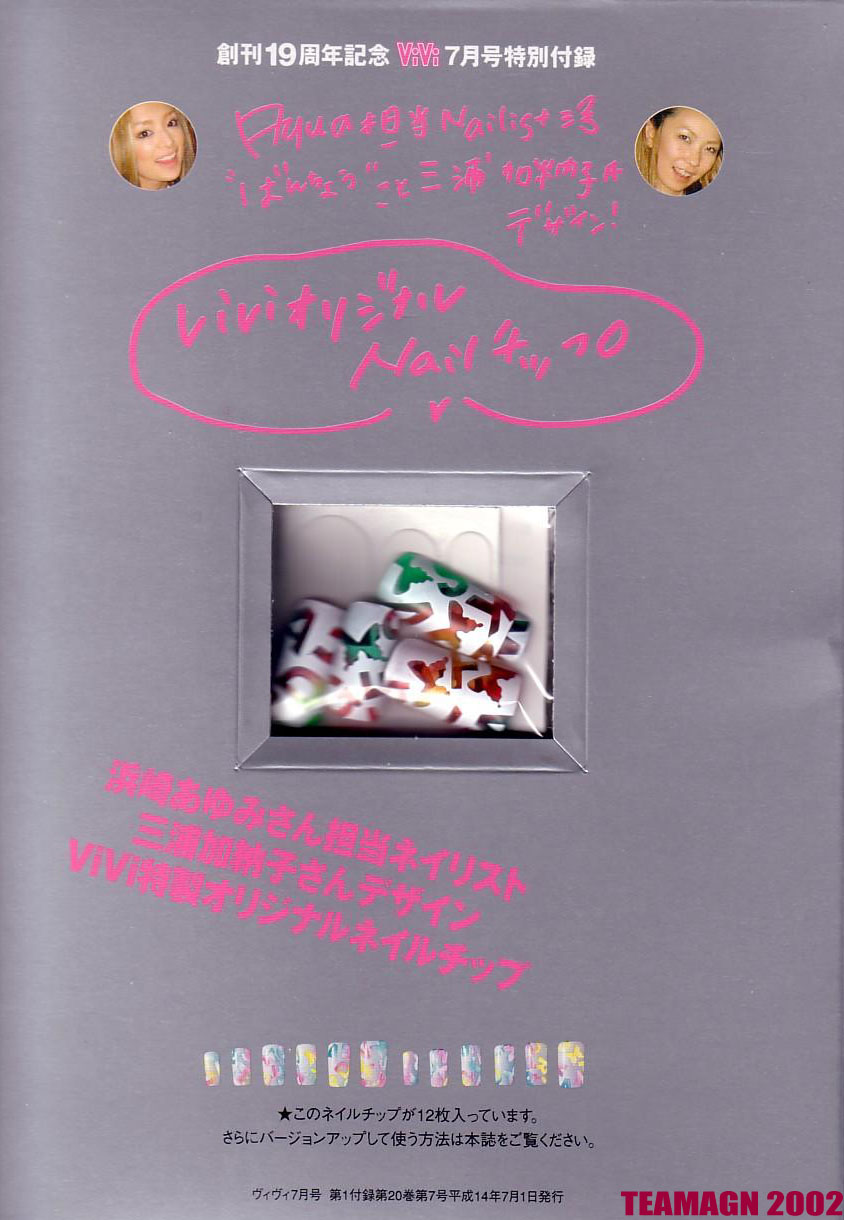 創刊19周年記念 ViVi 7月号特別付録
Ayuの担当Nailist
"ばんちょう"こと三浦加納子さん
デザイン!
ViViオリジナル
Nailチップ
浜崎あゆみさん担当ネイリスト
三浦加納子さんデザイン
ViVi特製オリジナルネイルチップ
★このネイルチップが12枚入っています。
さらにバージョンアップして使う方法は本誌をご覧ください。
ヴィヴィ7月号 第1付録第20巻第7号平成14年7月1日発行
TEAMAGN 2002